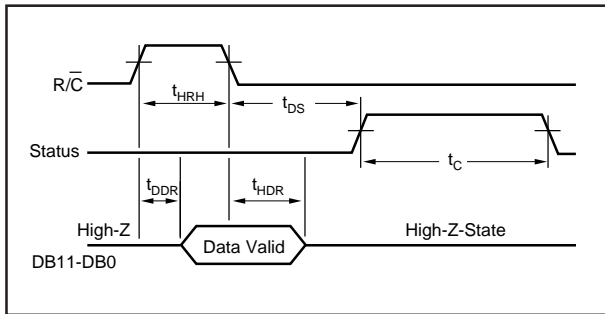 R/C̅
t_HRH
t_DS
Status
t_C
t_DDR
t_HDR
High-Z
Data Valid
High-Z-State
DB11-DB0